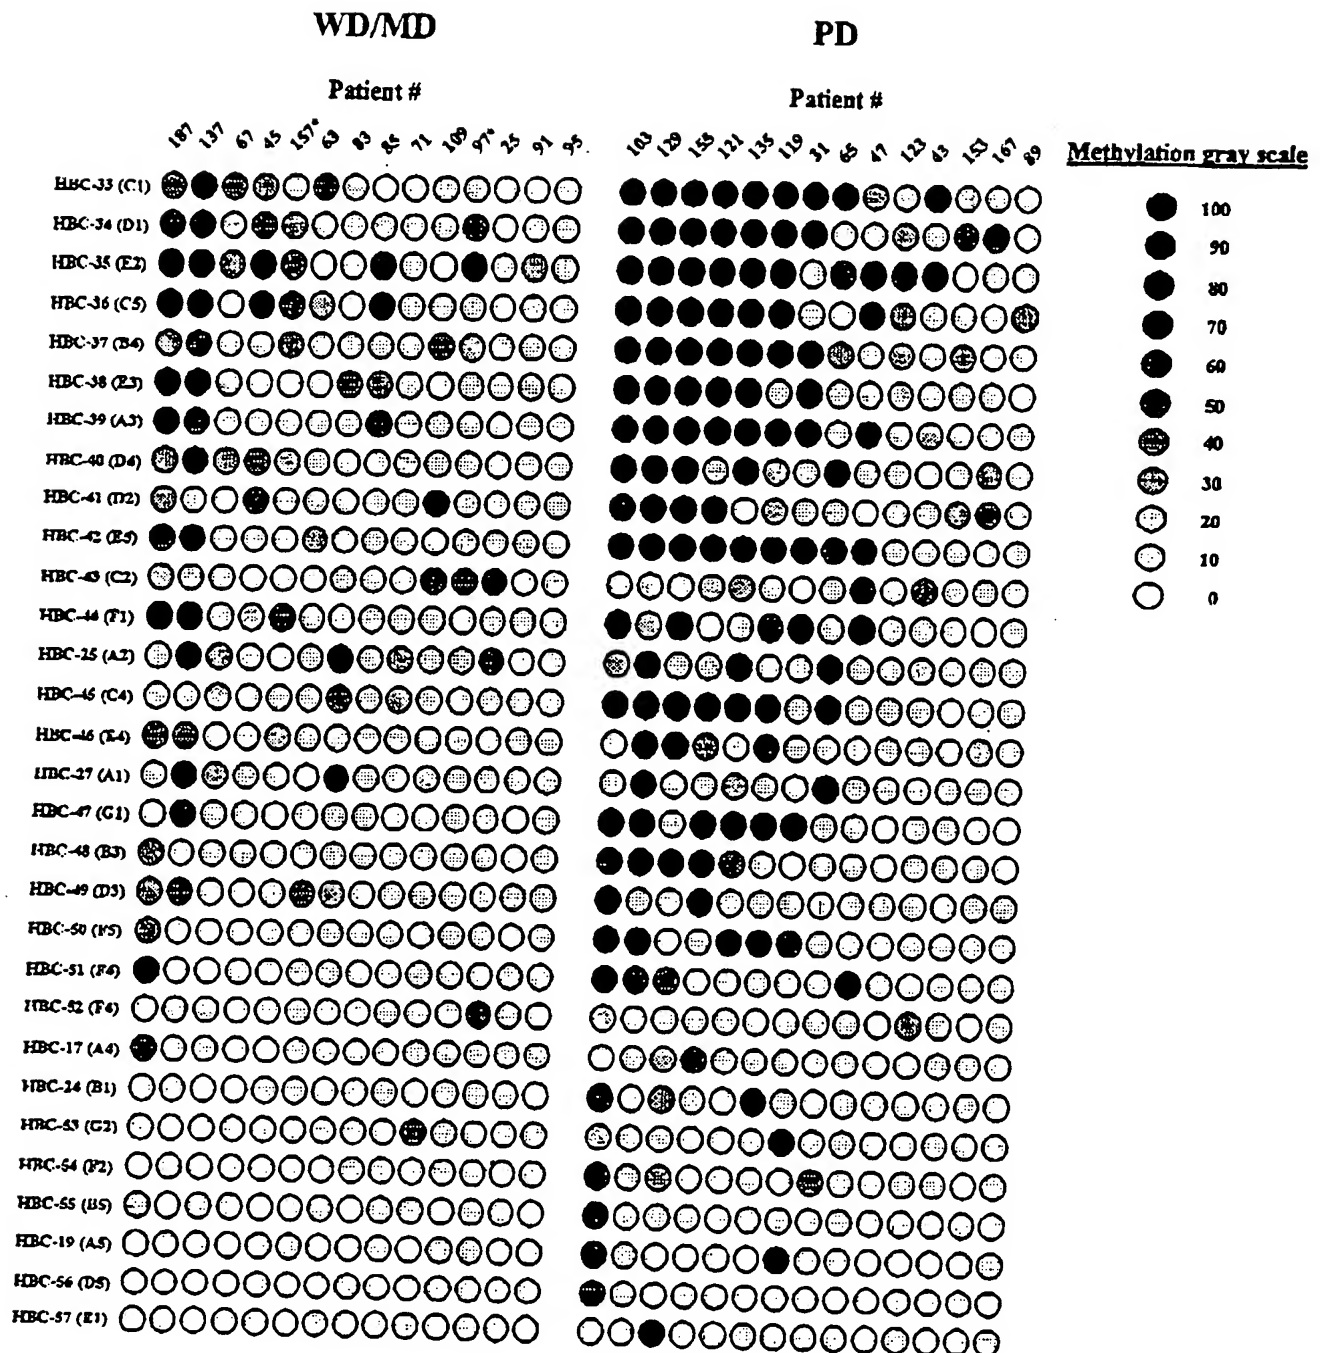 WD/MD
PD
Patient #
Patient #
187 137 67 45 157* 63 83 85 71 109 97* 25 91 95
103 129 155 121 135 119 31 65 47 123 43 153 167 89
Methylation gray scale
HBC-33 (C1)
HBC-34 (D1)
HBC-35 (E2)
HBC-36 (C5)
HBC-37 (B4)
HBC-38 (E3)
HBC-39 (A3)
HBC-40 (D4)
HBC-41 (D2)
HBC-42 (E5)
HBC-43 (C2)
HBC-44 (F1)
HBC-25 (A2)
HBC-45 (C4)
HBC-46 (E4)
HBC-27 (A1)
HBC-47 (G1)
HBC-48 (B3)
HBC-49 (D3)
HBC-50 (F5)
HBC-51 (F4)
HBC-52 (F4)
HBC-17 (A4)
HBC-24 (B1)
HBC-53 (G2)
HBC-54 (F2)
HBC-55 (B5)
HBC-19 (A5)
HBC-56 (D5)
HBC-57 (E1)
100
90
80
70
60
50
40
30
20
10
0